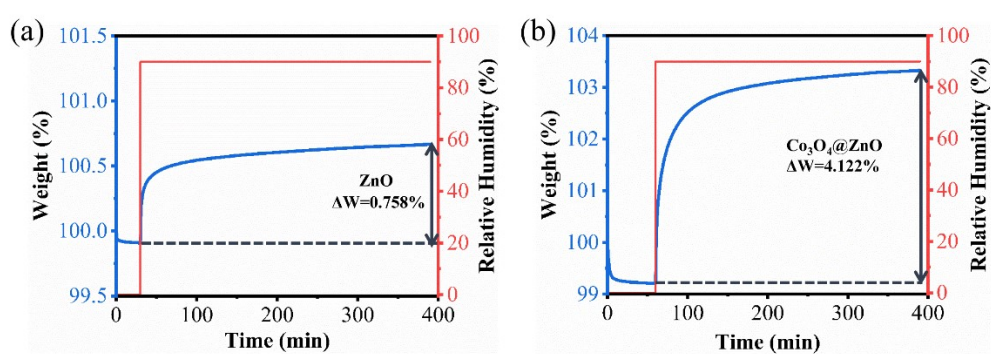 (a)
101.5
101.0
100.5
100.0
99.5
Weight (%)
0 100 200 300 400
Time (min)
100
80
60
40
20
0
Relative Humidity (%)
ZnO
ΔW=0.758%
(b)
104
103
102
101
100
99
Weight (%)
0 100 200 300 400
Time (min)
100
80
60
40
20
0
Relative Humidity (%)
Co₃O₄@ZnO
ΔW=4.122%